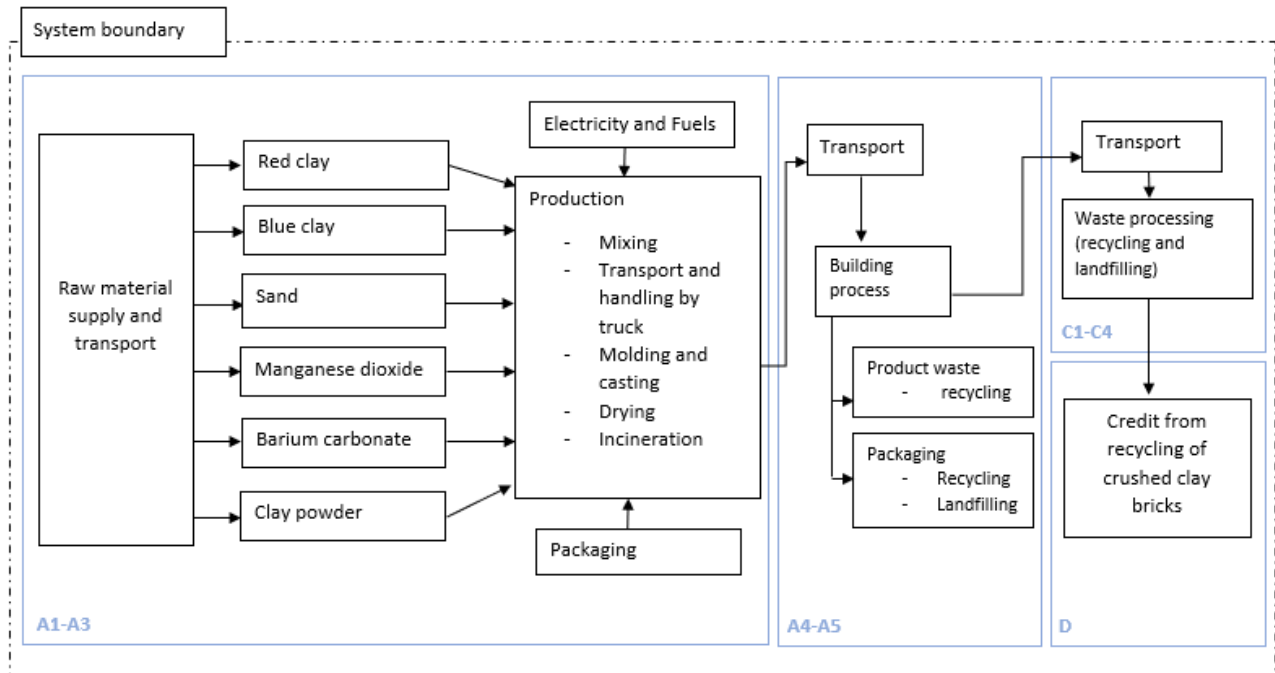 System boundary
Raw material
supply and
transport
Red clay
Blue clay
Sand
Manganese dioxide
Barium carbonate
Clay powder
Electricity and Fuels
Production
- Mixing
- Transport and
handling by
truck
- Molding and
casting
- Drying
- Incineration
Packaging
A1-A3
Transport
Building
process
Product waste
- recycling
Packaging
- Recycling
- Landfilling
A4-A5
Transport
Waste processing
(recycling and
landfilling)
C1-C4
Credit from
recycling of
crushed clay
bricks
D